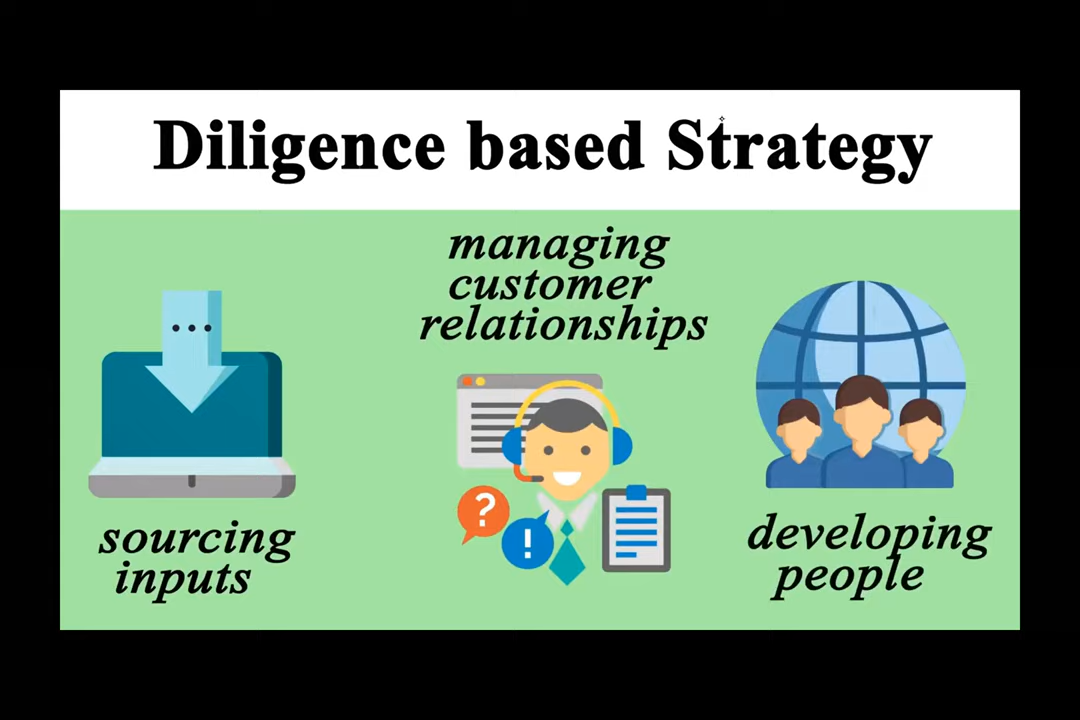 Diligence based Strategy
managing
customer
relationships
sourcing
inputs
developing
people
?
!